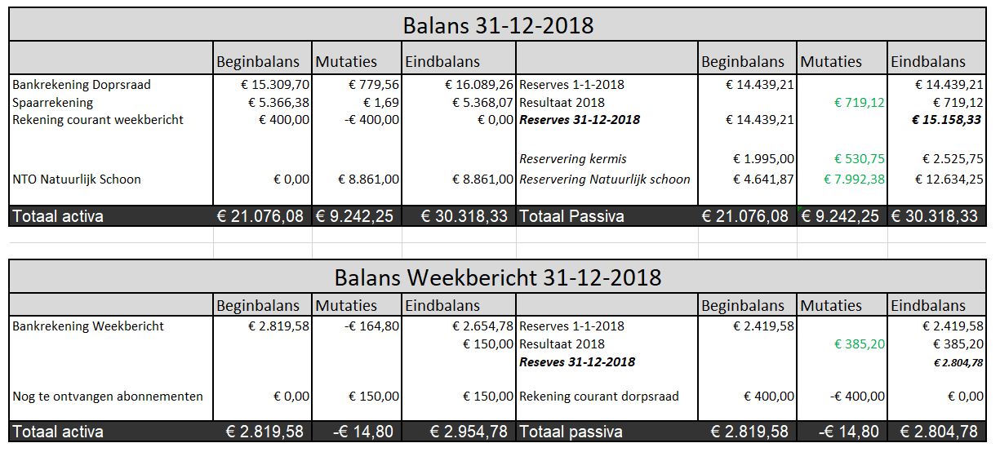 Balans 31-12-2018
Beginbalans Mutaties Eindbalans Beginbalans Mutaties Eindbalans
Bankrekening Doprsraad € 15.309,70 € 779,56 € 16.089,26 Reserves 1-1-2018 € 14.439,21 € 14.439,21
Spaarrekening € 5.366,38 € 1,69 € 5.368,07 Resultaat 2018 € 719,12 € 719,12
Rekening courant weekbericht € 400,00 -€ 400,00 € 0,00 Reserves 31-12-2018 € 14.439,21 € 15.158,33
Reservering kermis € 1.995,00 € 530,75 € 2.525,75
NTO Natuurlijk Schoon € 0,00 € 8.861,00 € 8.861,00 Reservering Natuurlijk schoon € 4.641,87 € 7.992,38 € 12.634,25
Totaal activa € 21.076,08 € 9.242,25 € 30.318,33 Totaal Passiva € 21.076,08 € 9.242,25 € 30.318,33
Balans Weekbericht 31-12-2018
Beginbalans Mutaties Eindbalans Beginbalans Mutaties Eindbalans
Bankrekening Weekbericht € 2.819,58 -€ 164,80 € 2.654,78 Reserves 1-1-2018 € 2.419,58 € 2.419,58
€ 150,00 Resultaat 2018 € 385,20 € 385,20
Reseves 31-12-2018 € 2.804,78
Nog te ontvangen abonnementen € 0,00 € 150,00 € 150,00 Rekening courant dorpsraad € 400,00 -€ 400,00 € 0,00
Totaal activa € 2.819,58 -€ 14,80 € 2.954,78 Totaal passiva € 2.819,58 -€ 14,80 € 2.804,78